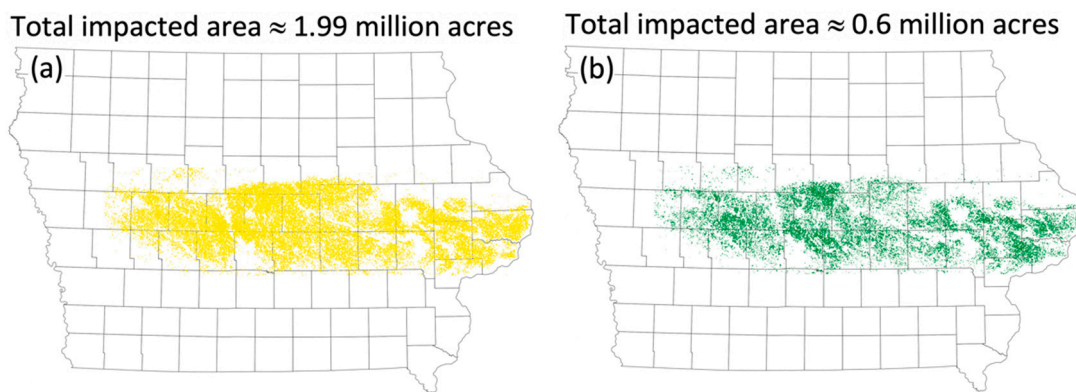 Total impacted area ≈ 1.99 million acres
(a)
Total impacted area ≈ 0.6 million acres
(b)